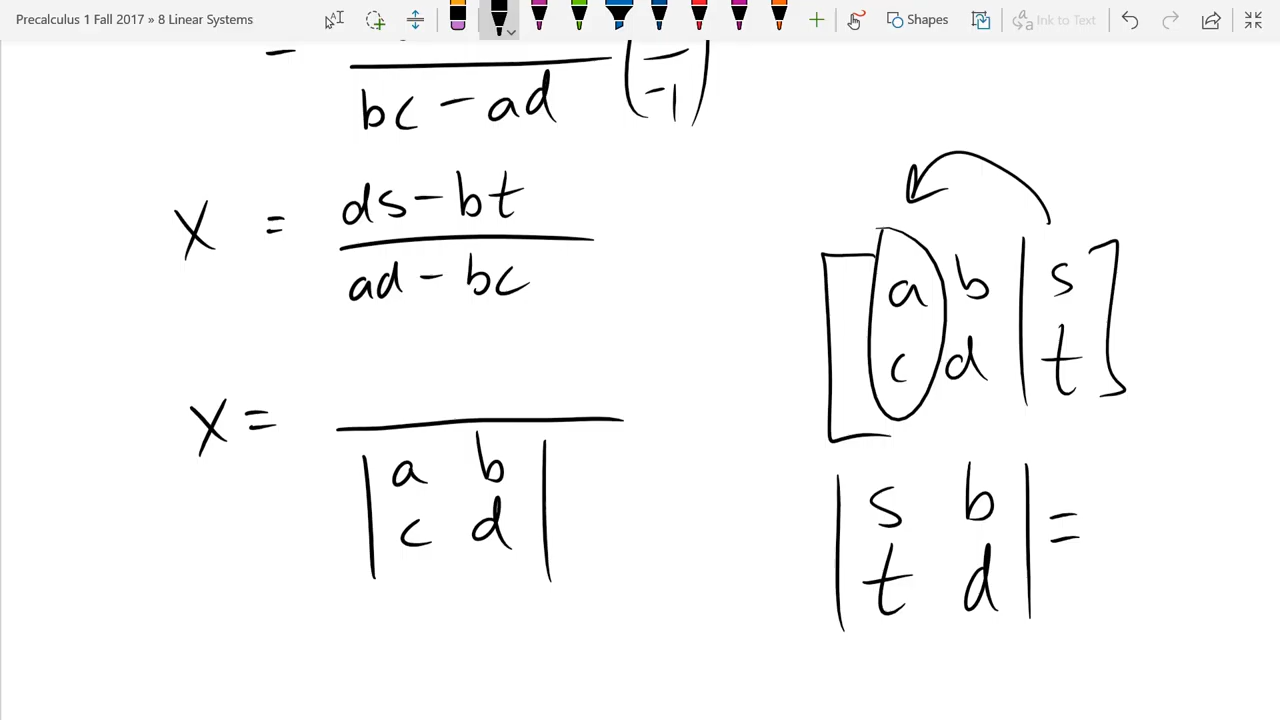 Precalculus 1 Fall 2017 » 8 Linear Systems
Shapes
Ink to Text
=
bc - ad
(-1)
X = ds - bt
ad - bc
a b | s
c d | t
X =
| a b |
| c d |
| s b | =
| t d |